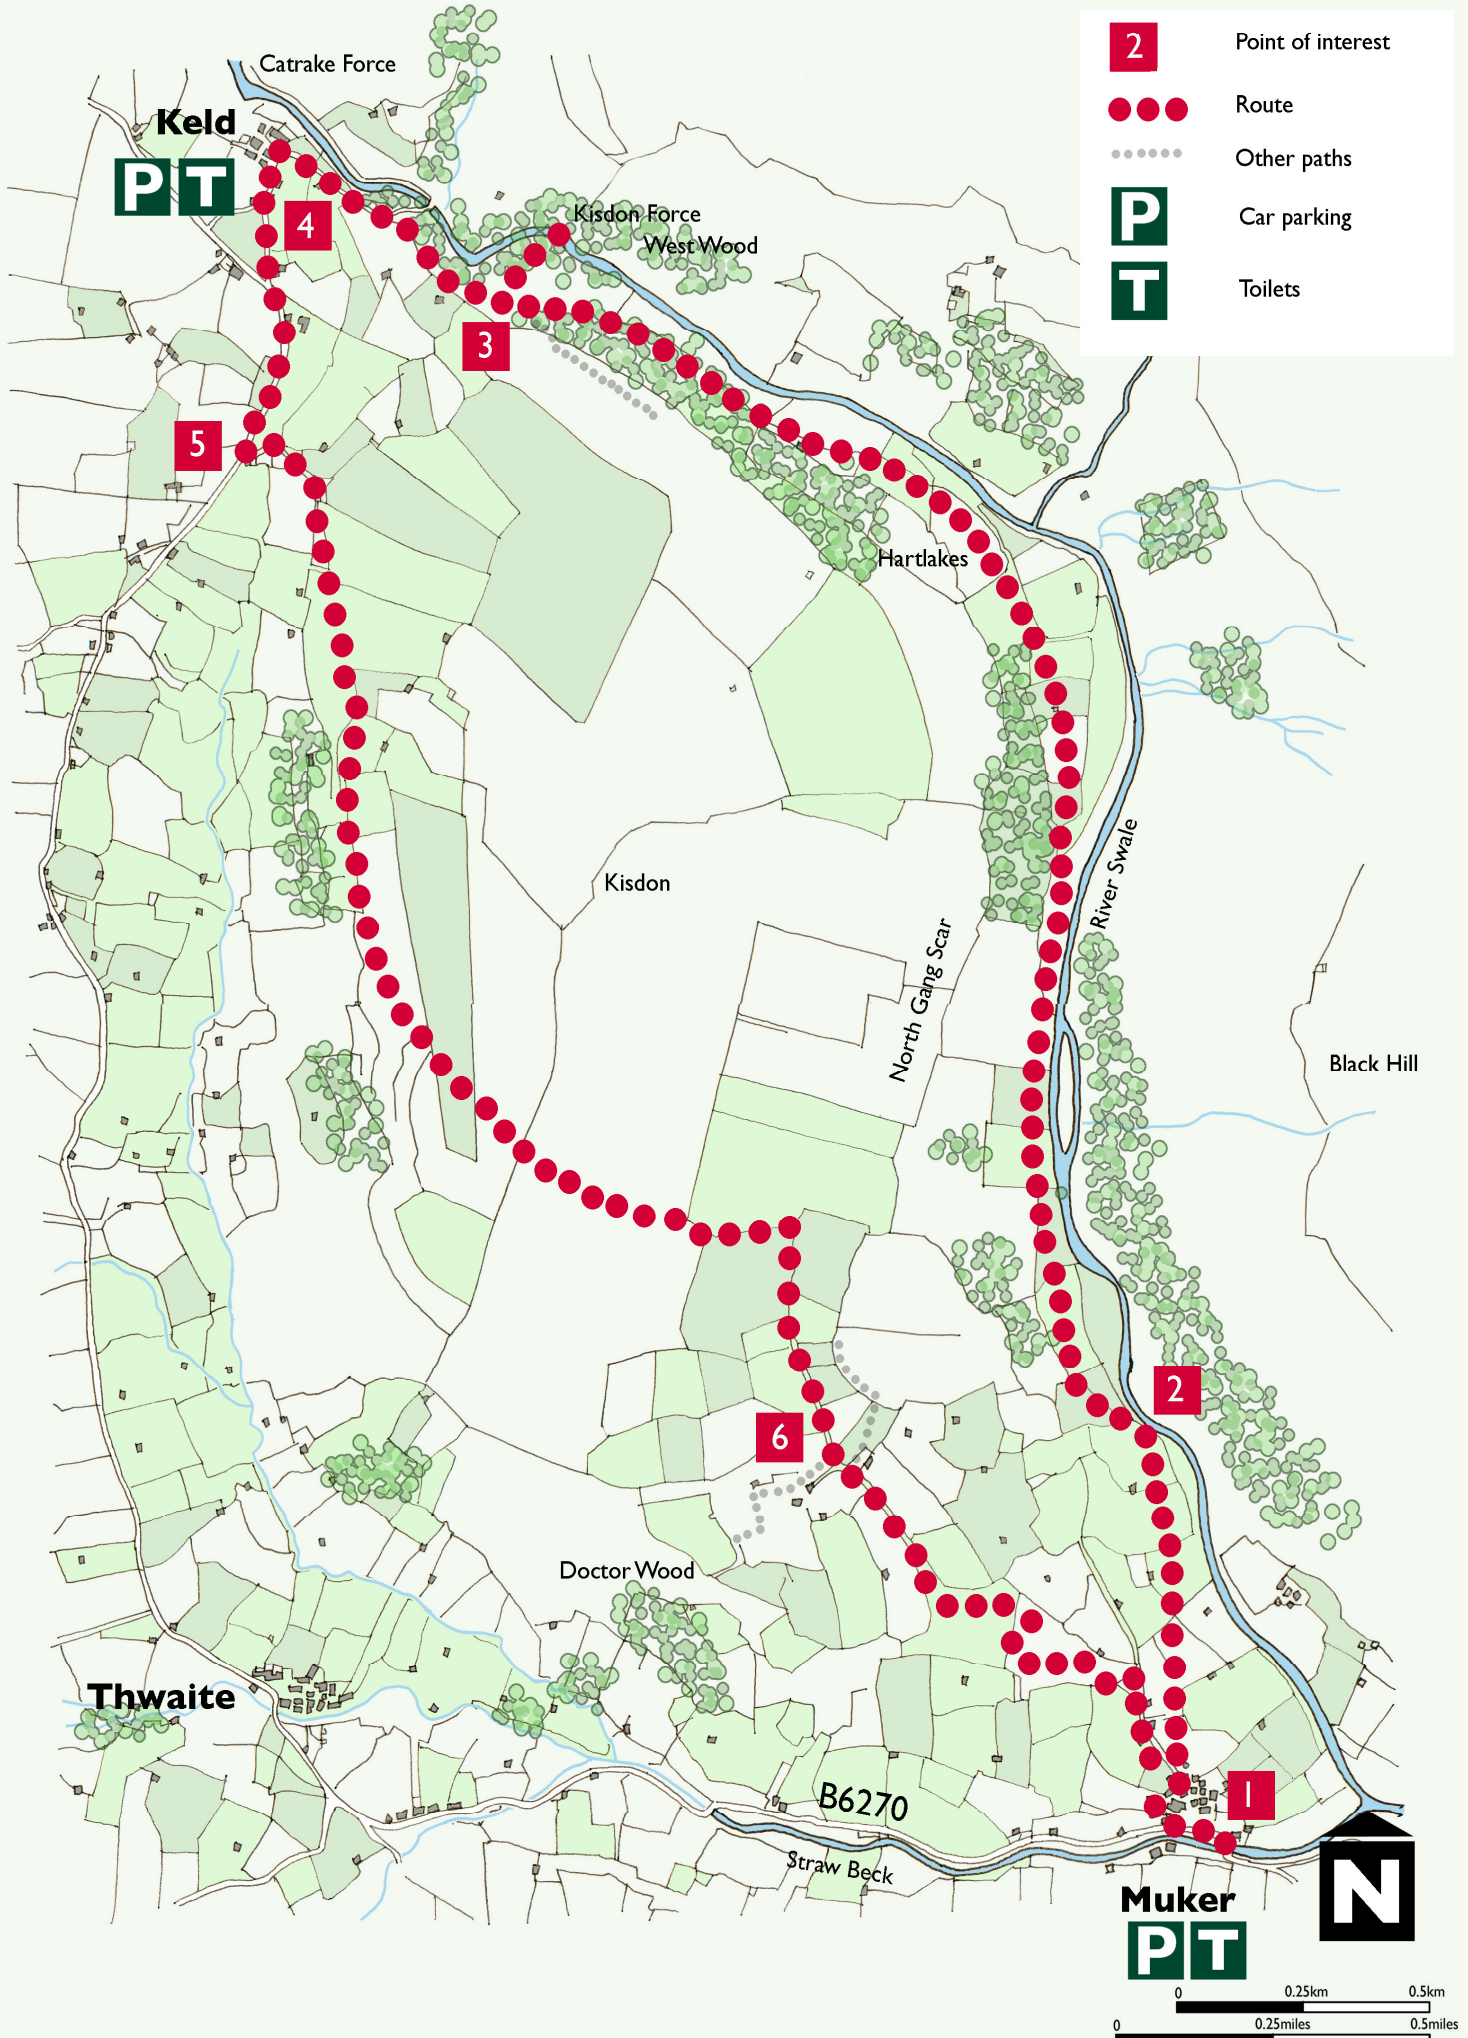 Catrake Force
Keld
P T
4
Kisdon Force
West Wood
3
5
Hartlakes
2 Point of interest
Route
Other paths
P Car parking
T Toilets
River Swale
Kisdon
North Gang Scar
Black Hill
2
6
Doctor Wood
Thwaite
B6270
Straw Beck
1
Muker
P T
N
0 0.25km 0.5km
0 0.25miles 0.5miles